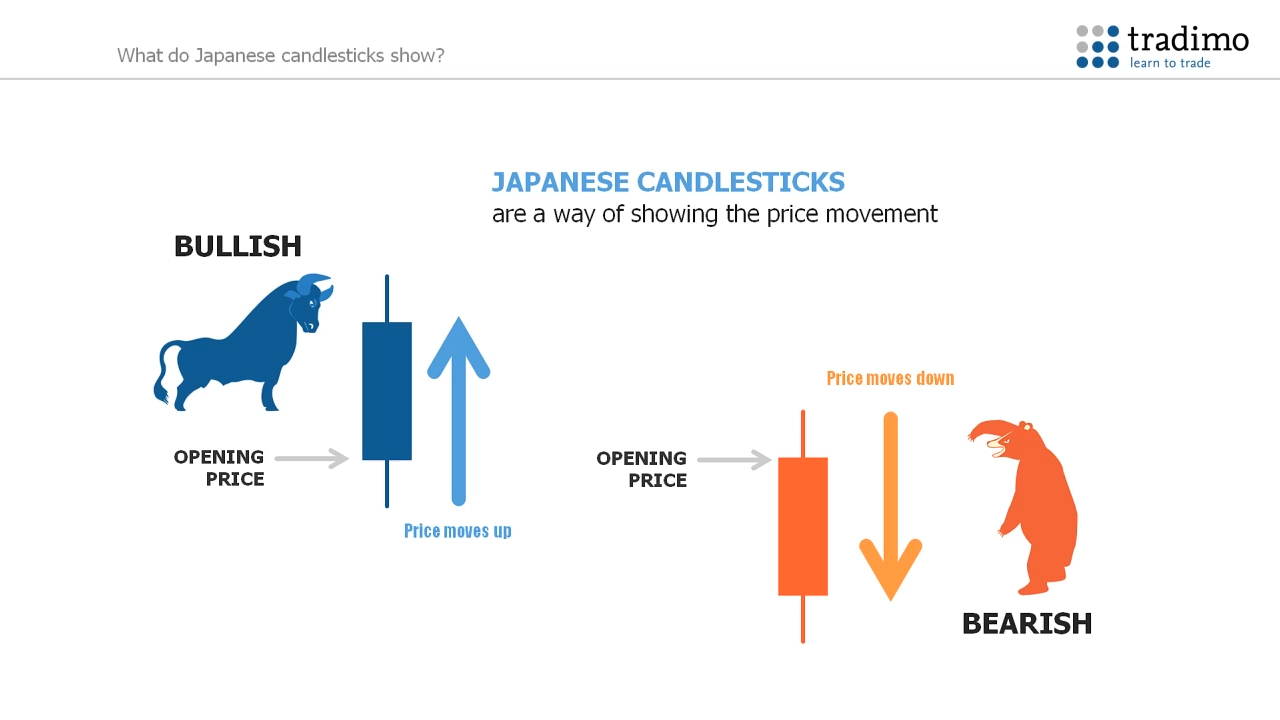 What do Japanese candlesticks show?
tradimo
learn to trade
JAPANESE CANDLESTICKS
are a way of showing the price movement
BULLISH
OPENING
PRICE
Price moves up
Price moves down
OPENING
PRICE
BEARISH